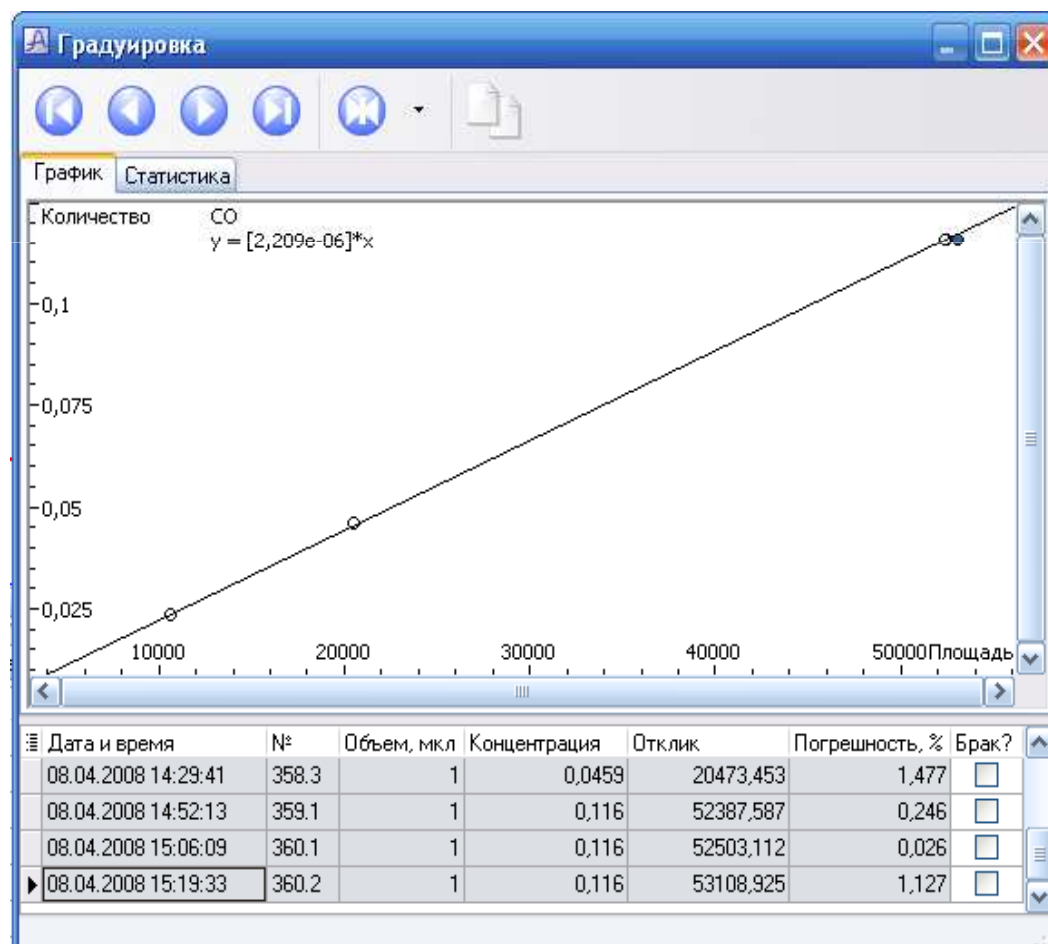 Градуировка
График Статистика
Количество CO
y = [2,209e-06]*x
0,1
0,075
0,05
0,025
10000 20000 30000 40000 50000 Площадь
Дата и время № Объем, мкл Концентрация Отклик Погрешность, % Брак?
08.04.2008 14:29:41 358.3 1 0,0459 20473,453 1,477
08.04.2008 14:52:13 359.1 1 0,116 52387,587 0,246
08.04.2008 15:06:09 360.1 1 0,116 52503,112 0,026
08.04.2008 15:19:33 360.2 1 0,116 53108,925 1,127